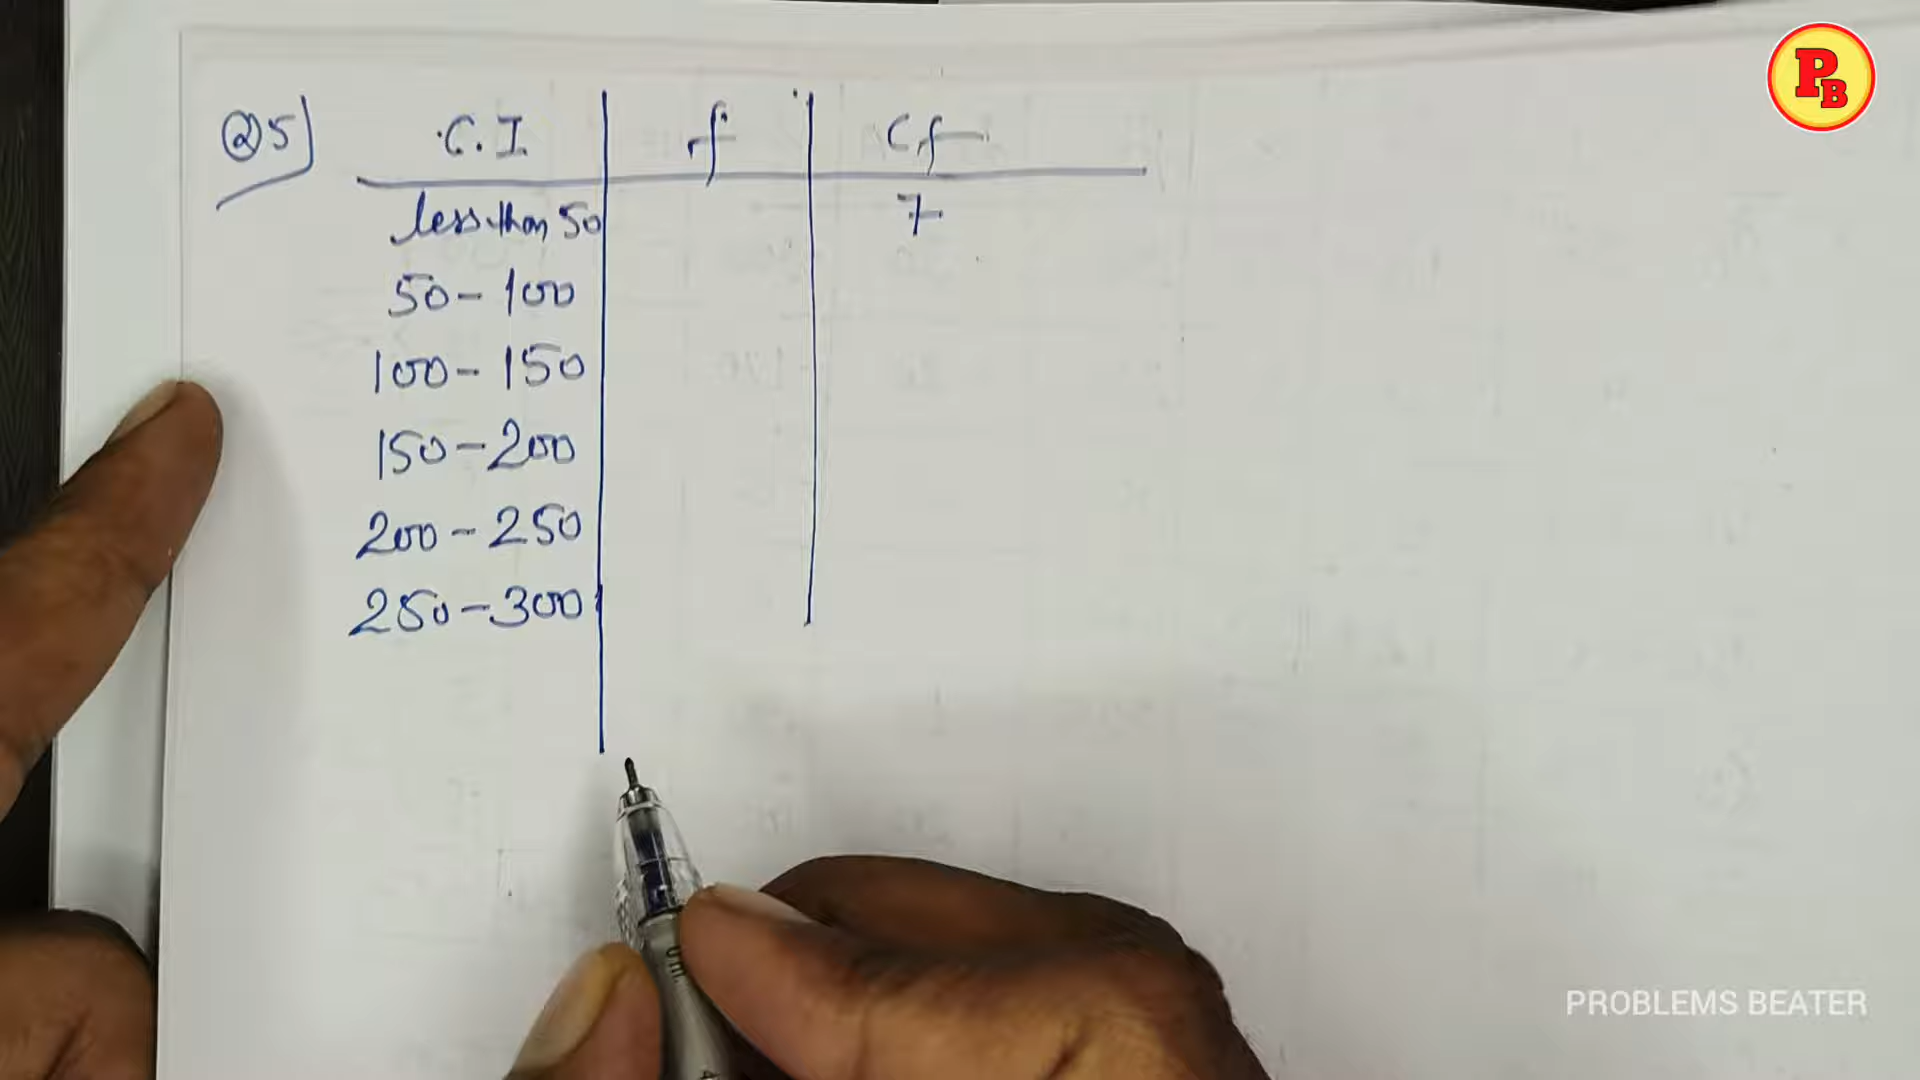 Q5) C.I f Cf
less than 50 7
50-100
100-150
150-200
200-250
250-300
PB
PROBLEMS BEATER